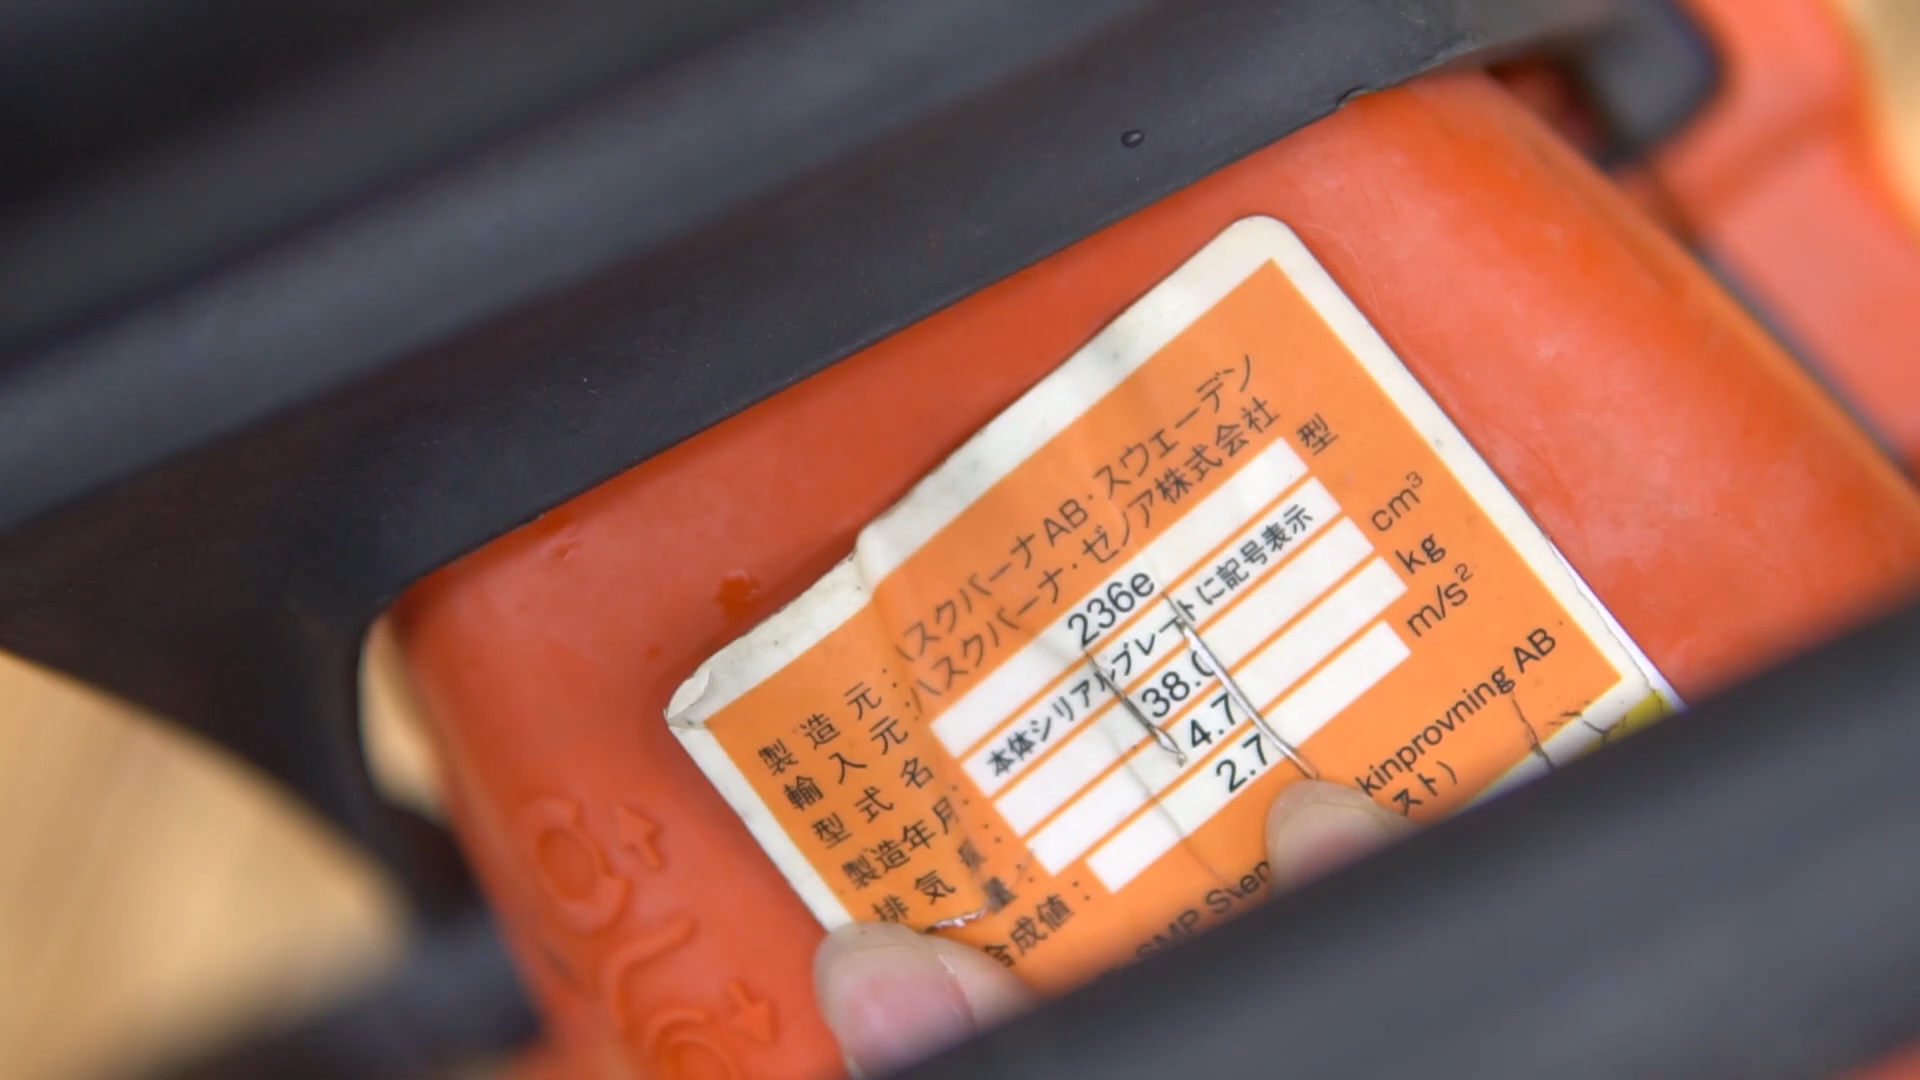 製造元：ハスクバーナAB・スウェーデン
輸入元：ハスクバーナ・ゼノア株式会社
型式名 236e 型
製造年月： 本体シリアルプレートに記号表示
排気量： 38.0 cm³
量： 4.7 kg
合成値： 2.7 m/s²
SMP Sven kinprovning AB
スト）